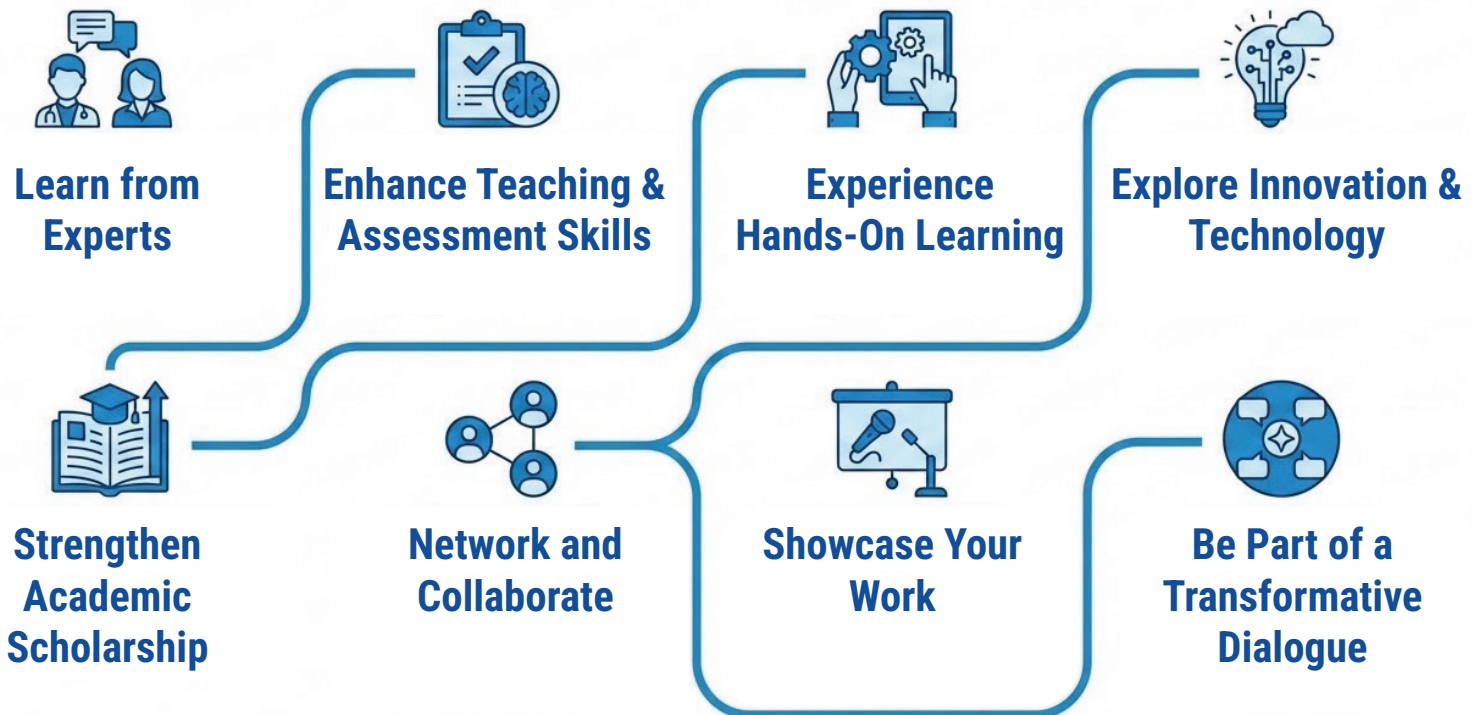 Learn from
Experts
Enhance Teaching &
Assessment Skills
Experience
Hands-On Learning
Explore Innovation &
Technology
Strengthen
Academic
Scholarship
Network and
Collaborate
Showcase Your
Work
Be Part of a
Transformative
Dialogue